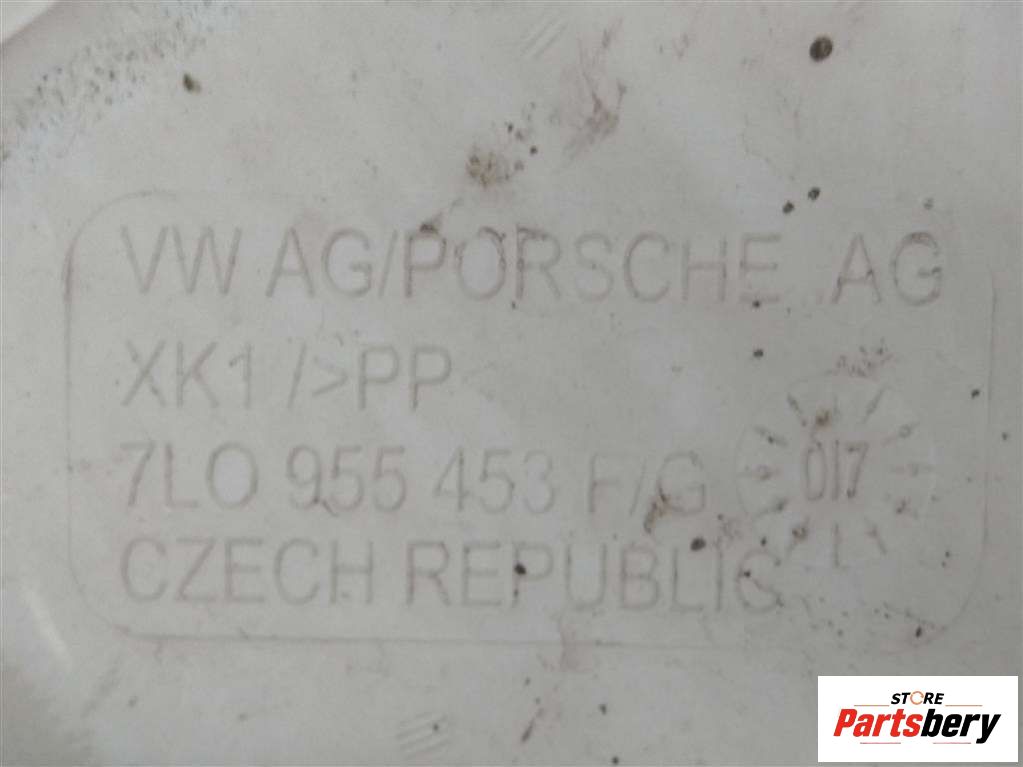 VW AG/PORSCHE AG
XK1 />PP<
7L0 955 453 F/G
017
CZECH REPUBLIC
STORE
Partsbery